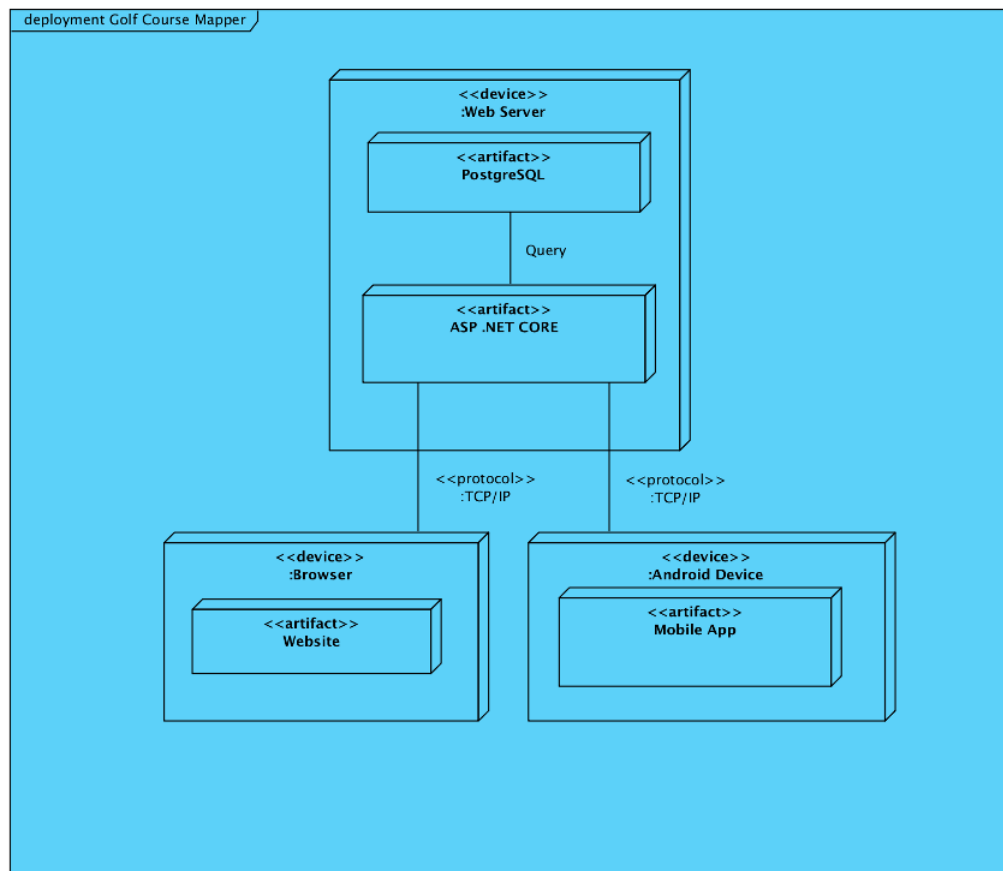 deployment Golf Course Mapper
<<device>>
:Web Server
<<artifact>>
PostgreSQL
Query
<<artifact>>
ASP .NET CORE
<<protocol>>
:TCP/IP
<<protocol>>
:TCP/IP
<<device>>
:Browser
<<artifact>>
Website
<<device>>
:Android Device
<<artifact>>
Mobile App